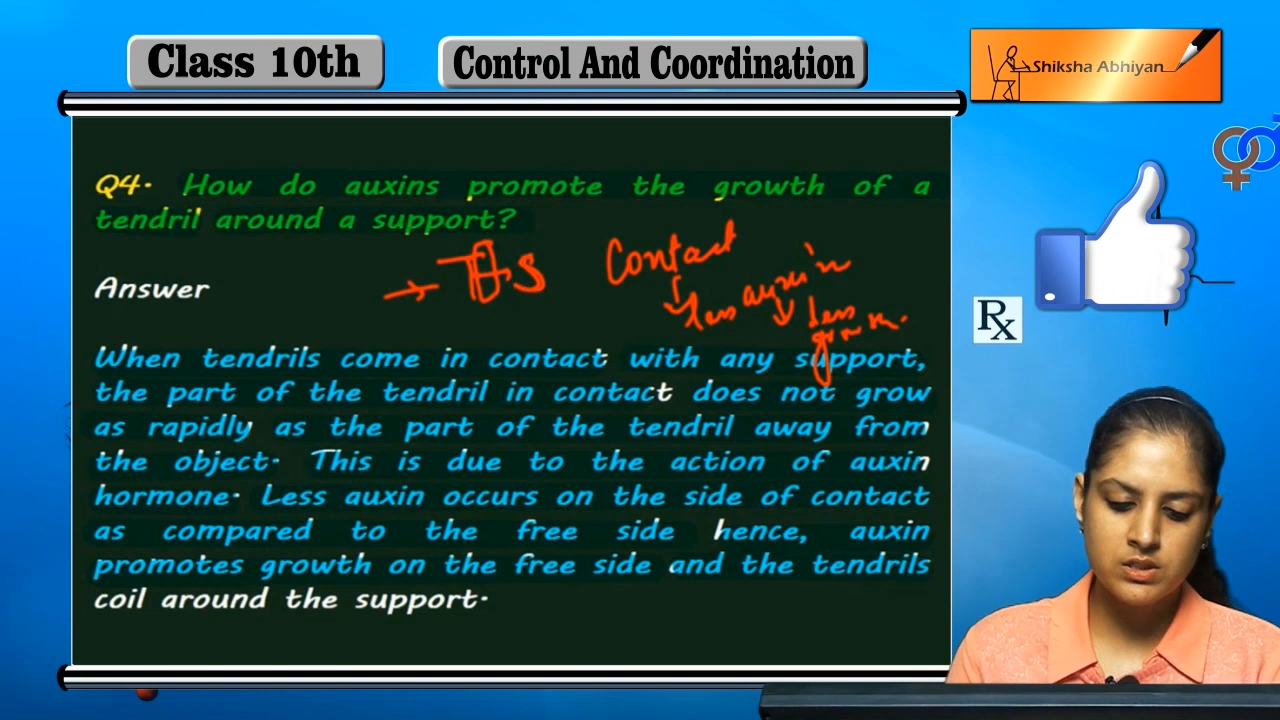 Class 10th
Control And Coordination
Shiksha Abhiyan
Q4. How do auxins promote the growth of a
tendril around a support?
Contact
Answer
less auxin
less
Rx
When tendrils come in contact with any support,
the part of the tendril in contact does not grow
as rapidly as the part of the tendril away from
the object. This is due to the action of auxin
hormone. Less auxin occurs on the side of contact
as compared to the free side hence, auxin
promotes growth on the free side and the tendrils
coil around the support.